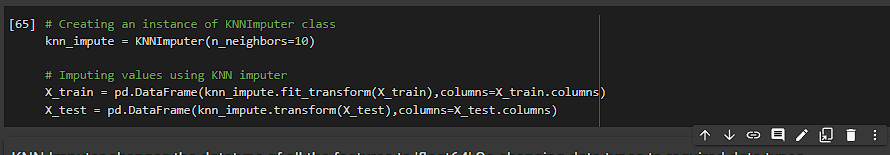 [65] # Creating an instance of KNNImputer class
knn_impute = KNNImputer(n_neighbors=10)
# Imputing values using KNN imputer
X_train = pd.DataFrame(knn_impute.fit_transform(X_train),columns=X_train.columns)
X_test = pd.DataFrame(knn_impute.transform(X_test),columns=X_test.columns)